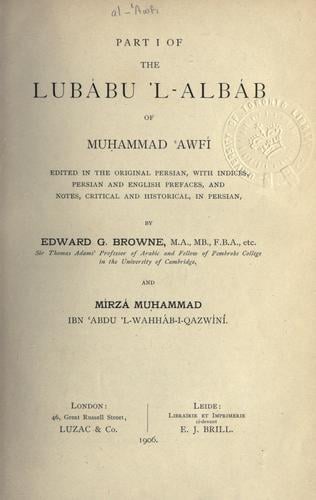 al-'Awfi
PART I OF
THE
LUBÁBU 'L-ALBÁB
OF
MUḤAMMAD ‘AWFÍ
EDITED IN THE ORIGINAL PERSIAN, WITH INDICES,
PERSIAN AND ENGLISH PREFACES, AND
NOTES, CRITICAL AND HISTORICAL, IN PERSIAN,
BY
EDWARD G. BROWNE, M.A., MB., F.B.A., etc.
Sir Thomas Adams' Professor of Arabic and Fellow of Pembroke College
in the University of Cambridge,
AND
MÍRZÁ MUḤAMMAD
IBN ‘ABDU 'L-WAHHÁB-I-QAZWÍNÍ.
LONDON:
46, Great Russell Street,
LUZAC & Co.
LEIDE:
LIBRAIRIE ET IMPRIMERIE
ci-devant
E. J. BRILL.
1906.